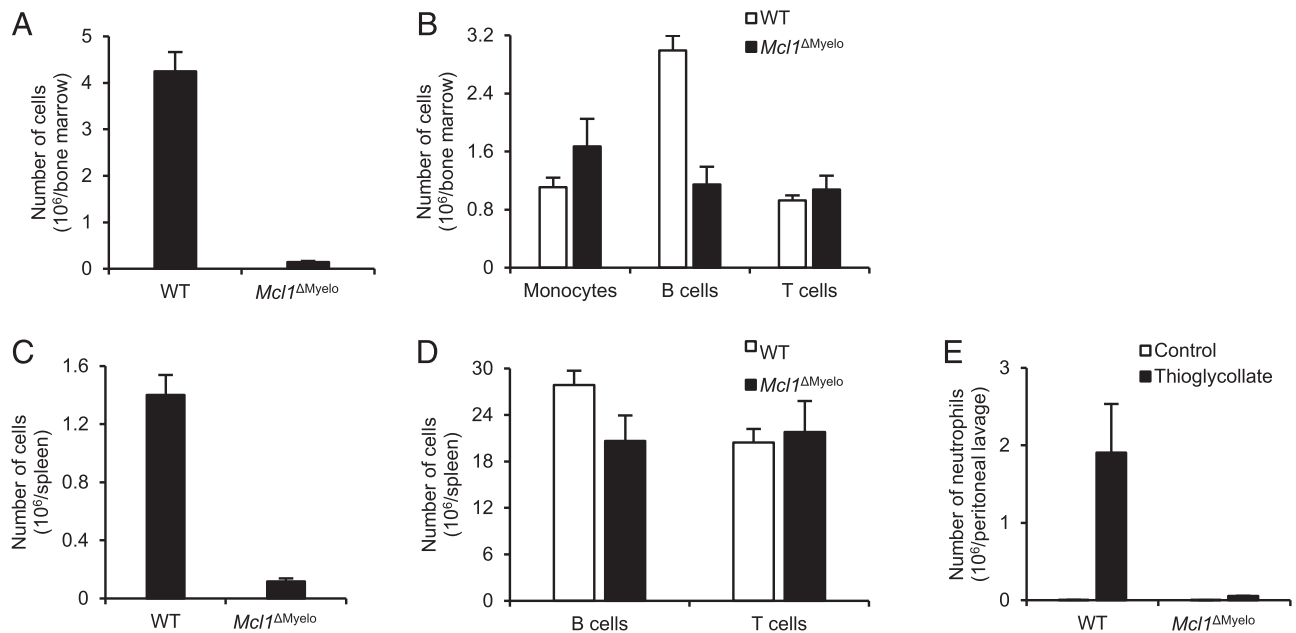 A
Number of cells
(10⁶/bone marrow)
5
4
3
2
1
0
WT
Mcl1ΔMyelo
B
WT
Mcl1ΔMyelo
Number of cells
(10⁶/bone marrow)
3.2
2.4
1.6
0.8
0
Monocytes
B cells
T cells
C
Number of cells
(10⁶/spleen)
1.6
1.2
0.8
0.4
0
WT
Mcl1ΔMyelo
D
WT
Mcl1ΔMyelo
Number of cells
(10⁶/spleen)
30
24
18
12
6
0
B cells
T cells
E
Control
Thioglycollate
Number of neutrophils
(10⁶/peritoneal lavage)
3
2
1
0
WT
Mcl1ΔMyelo